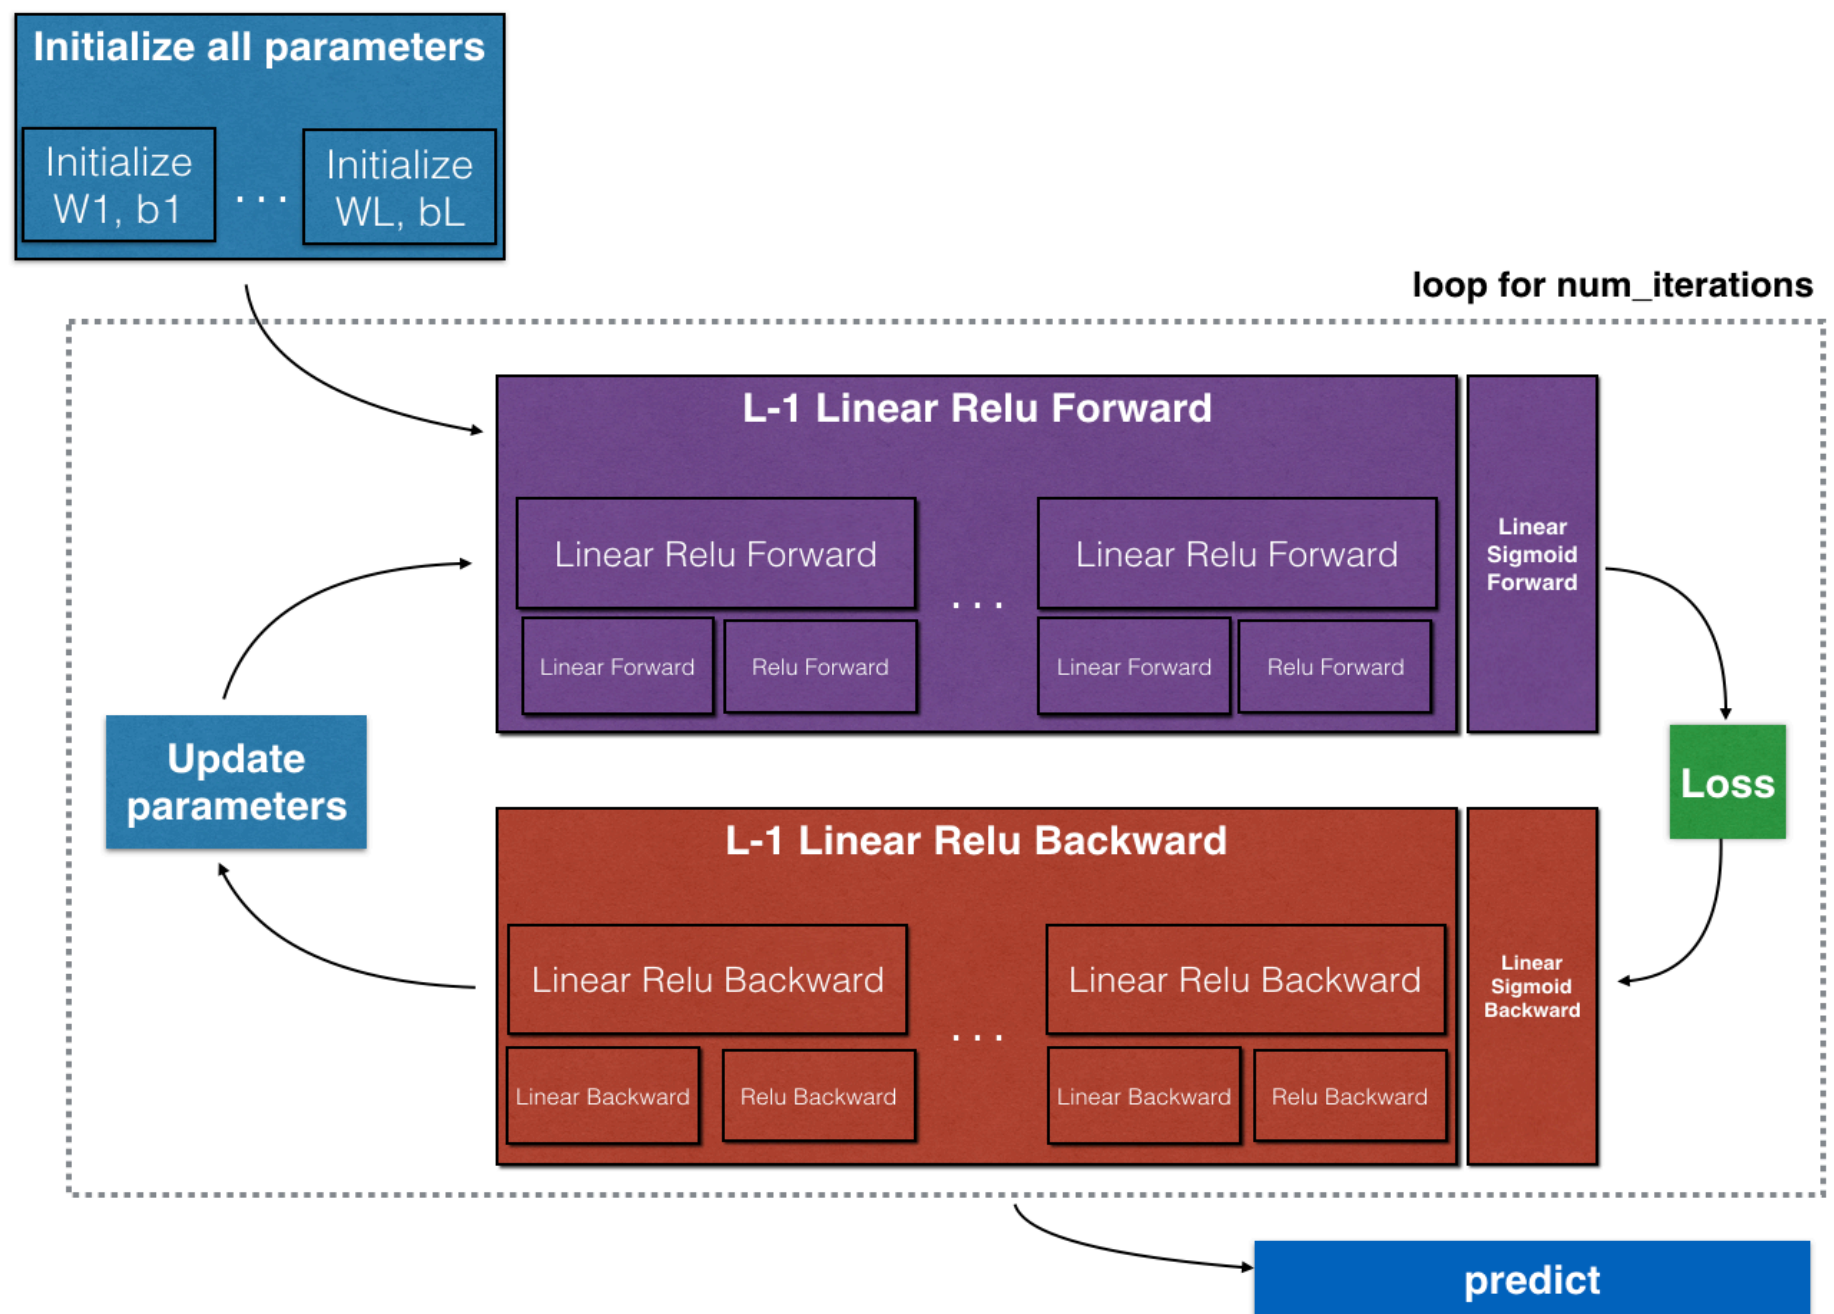 Initialize all parameters
Initialize
W1, b1
...
Initialize
WL, bL
loop for num_iterations
L-1 Linear Relu Forward
Linear Relu Forward
...
Linear Relu Forward
Linear Forward
Relu Forward
Linear Forward
Relu Forward
Linear
Sigmoid
Forward
Update
parameters
Loss
L-1 Linear Relu Backward
Linear Relu Backward
...
Linear Relu Backward
Linear Backward
Relu Backward
Linear Backward
Relu Backward
Linear
Sigmoid
Backward
predict